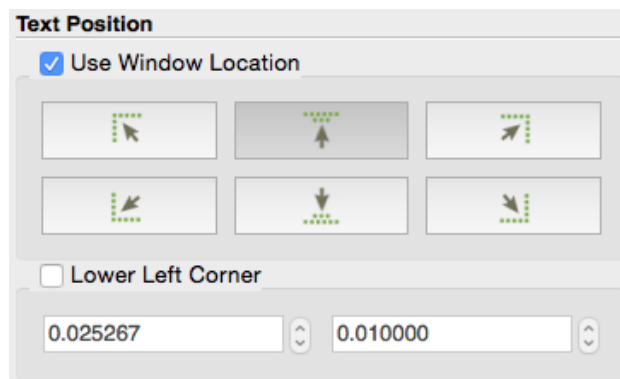 Text Position
Use Window Location
Lower Left Corner
0.025267 0.010000